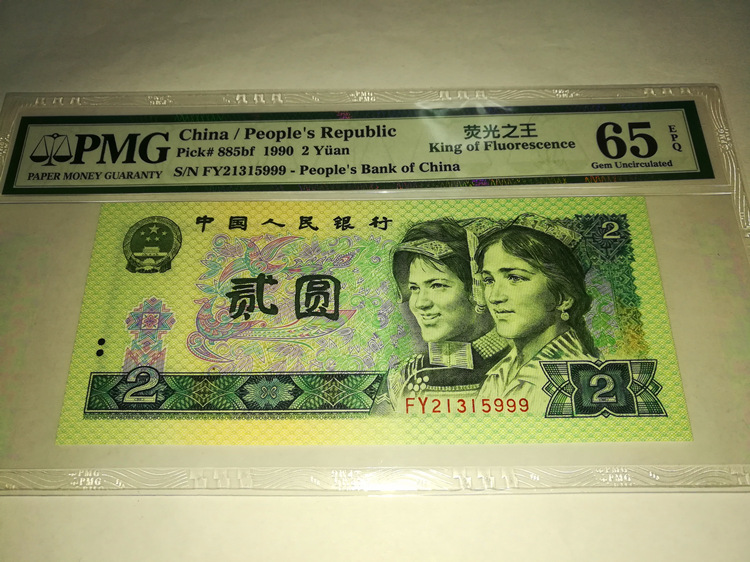 PMG
PAPER MONEY GUARANTY
China / People's Republic
Pick# 885bf 1990 2 Yüan
S/N FY21315999 - People's Bank of China
荧光之王
King of Fluorescence
65 EPQ
Gem Uncirculated
中国人民银行
2
贰圆
2
FY21315999
2